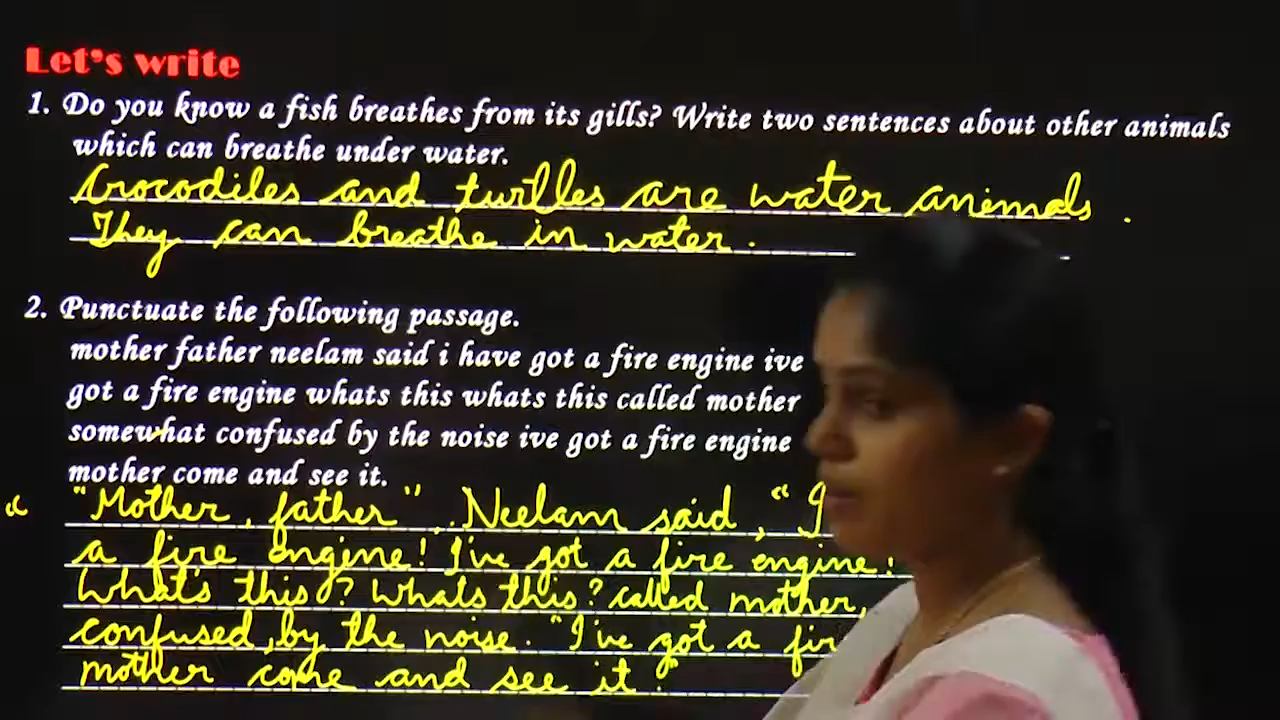 Let's write
1. Do you know a fish breathes from its gills? Write two sentences about other animals
which can breathe under water.
Crocodiles and turtles are water animals.
They can breathe in water.
2. Punctuate the following passage.
mother father neelam said i have got a fire engine ive
got a fire engine whats this whats this called mother
somewhat confused by the noise ive got a fire engine
mother come and see it.
“ "Mother, father", Neelam said, "I
a fire engine! I've got a fire engine!
What's this? What's this? called mother,
confused, by the noise. "I've got a fir
mother come and see it."